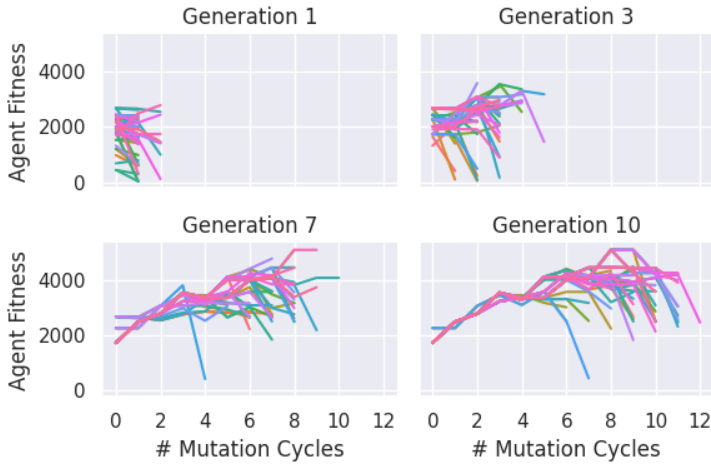 Generation 1
Generation 3
Agent Fitness
4000
2000
0
Generation 7
Generation 10
Agent Fitness
4000
2000
0
0 2 4 6 8 10 12
0 2 4 6 8 10 12
# Mutation Cycles
# Mutation Cycles